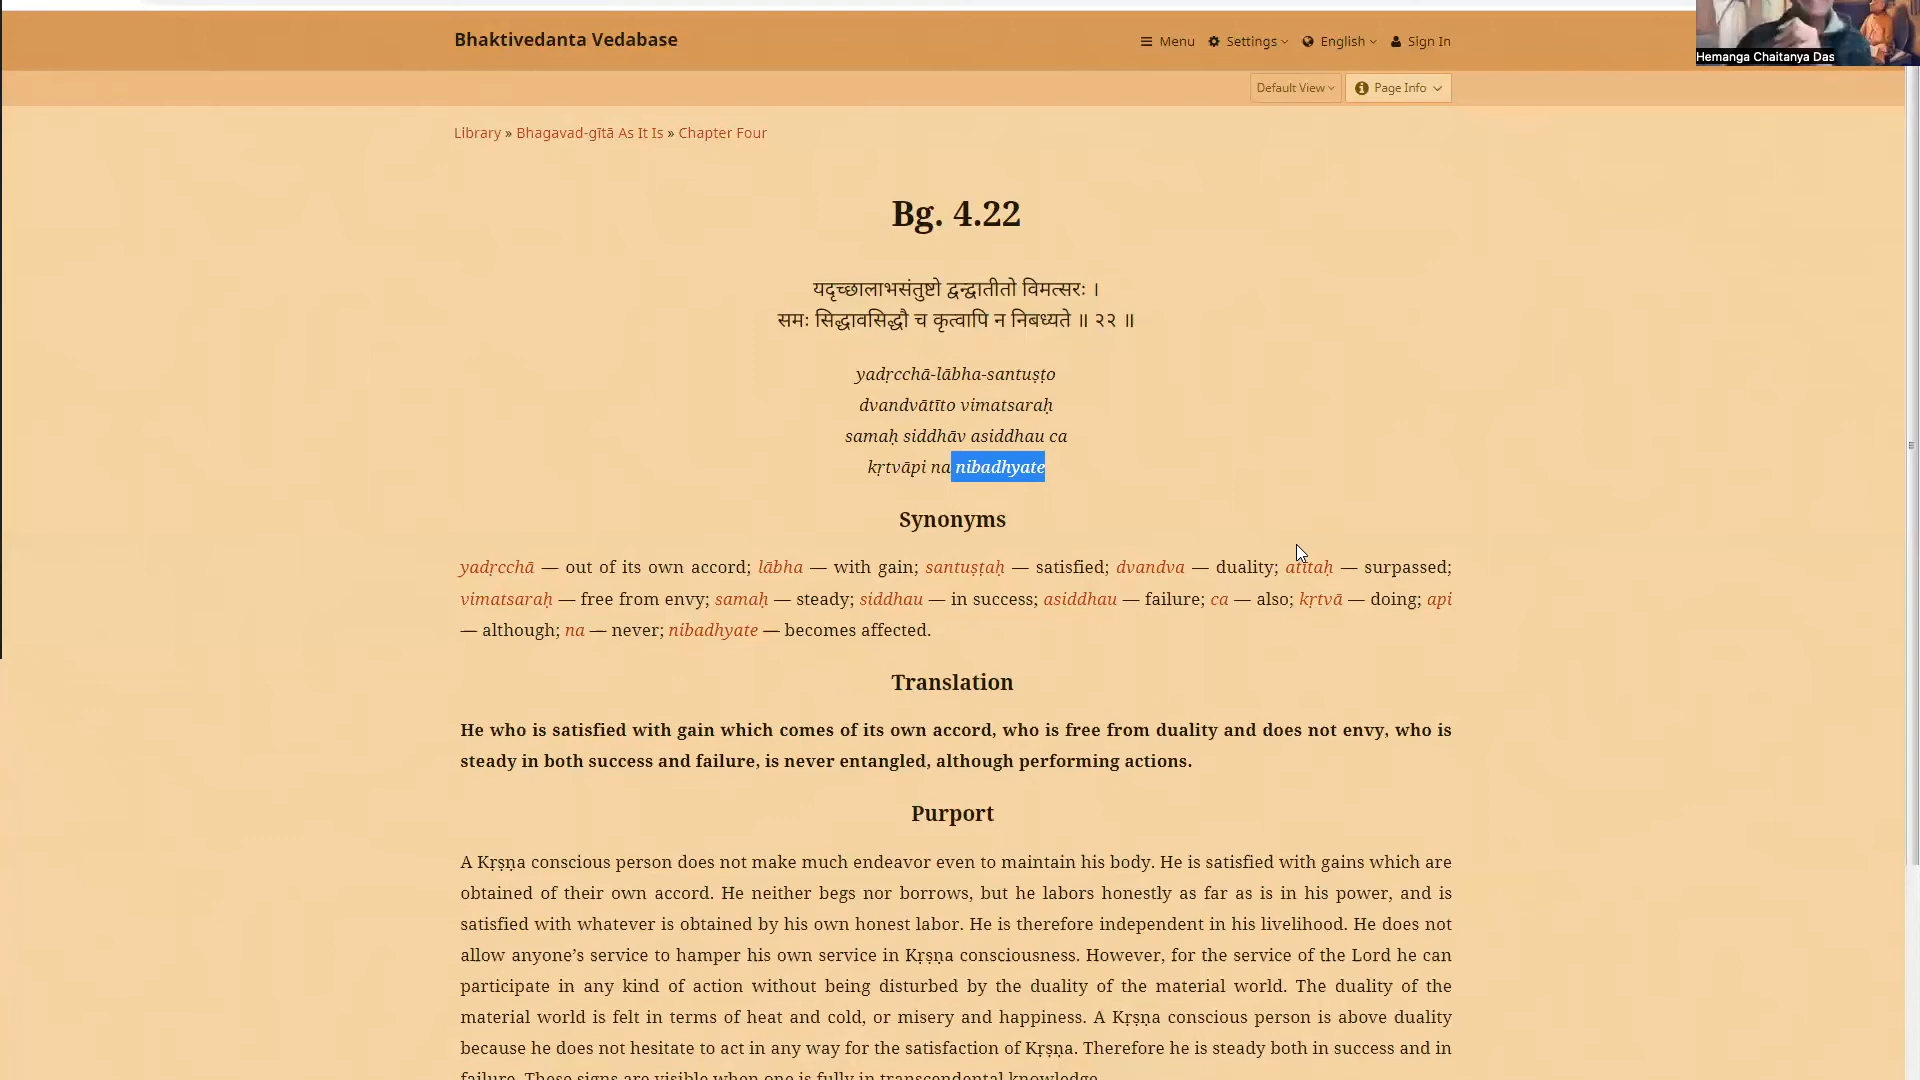 Bhaktivedanta Vedabase
Menu Settings English Sign In
Hemanga Chaitanya Das
Default View Page Info
Library » Bhagavad-gītā As It Is » Chapter Four
Bg. 4.22
यदृच्छालाभसंतुष्टो द्वन्द्वातीतो विमत्सरः ।
समः सिद्धावसिद्धौ च कृत्वापि न निबध्यते ॥ २२ ॥
yadṛcchā-lābha-santuṣṭo
dvandvātīto vimatsaraḥ
samaḥ siddhāv asiddhau ca
kṛtvāpi na nibadhyate
Synonyms
yadṛcchā — out of its own accord; lābha — with gain; santuṣṭaḥ — satisfied; dvandva — duality; atītaḥ — surpassed;
vimatsaraḥ — free from envy; samaḥ — steady; siddhau — in success; asiddhau — failure; ca — also; kṛtvā — doing; api
— although; na — never; nibadhyate — becomes affected.
Translation
He who is satisfied with gain which comes of its own accord, who is free from duality and does not envy, who is
steady in both success and failure, is never entangled, although performing actions.
Purport
A Kṛṣṇa conscious person does not make much endeavor even to maintain his body. He is satisfied with gains which are
obtained of their own accord. He neither begs nor borrows, but he labors honestly as far as is in his power, and is
satisfied with whatever is obtained by his own honest labor. He is therefore independent in his livelihood. He does not
allow anyone’s service to hamper his own service in Kṛṣṇa consciousness. However, for the service of the Lord he can
participate in any kind of action without being disturbed by the duality of the material world. The duality of the
material world is felt in terms of heat and cold, or misery and happiness. A Kṛṣṇa conscious person is above duality
because he does not hesitate to act in any way for the satisfaction of Kṛṣṇa. Therefore he is steady both in success and in
failure. These signs are visible when one is fully in transcendental knowledge.